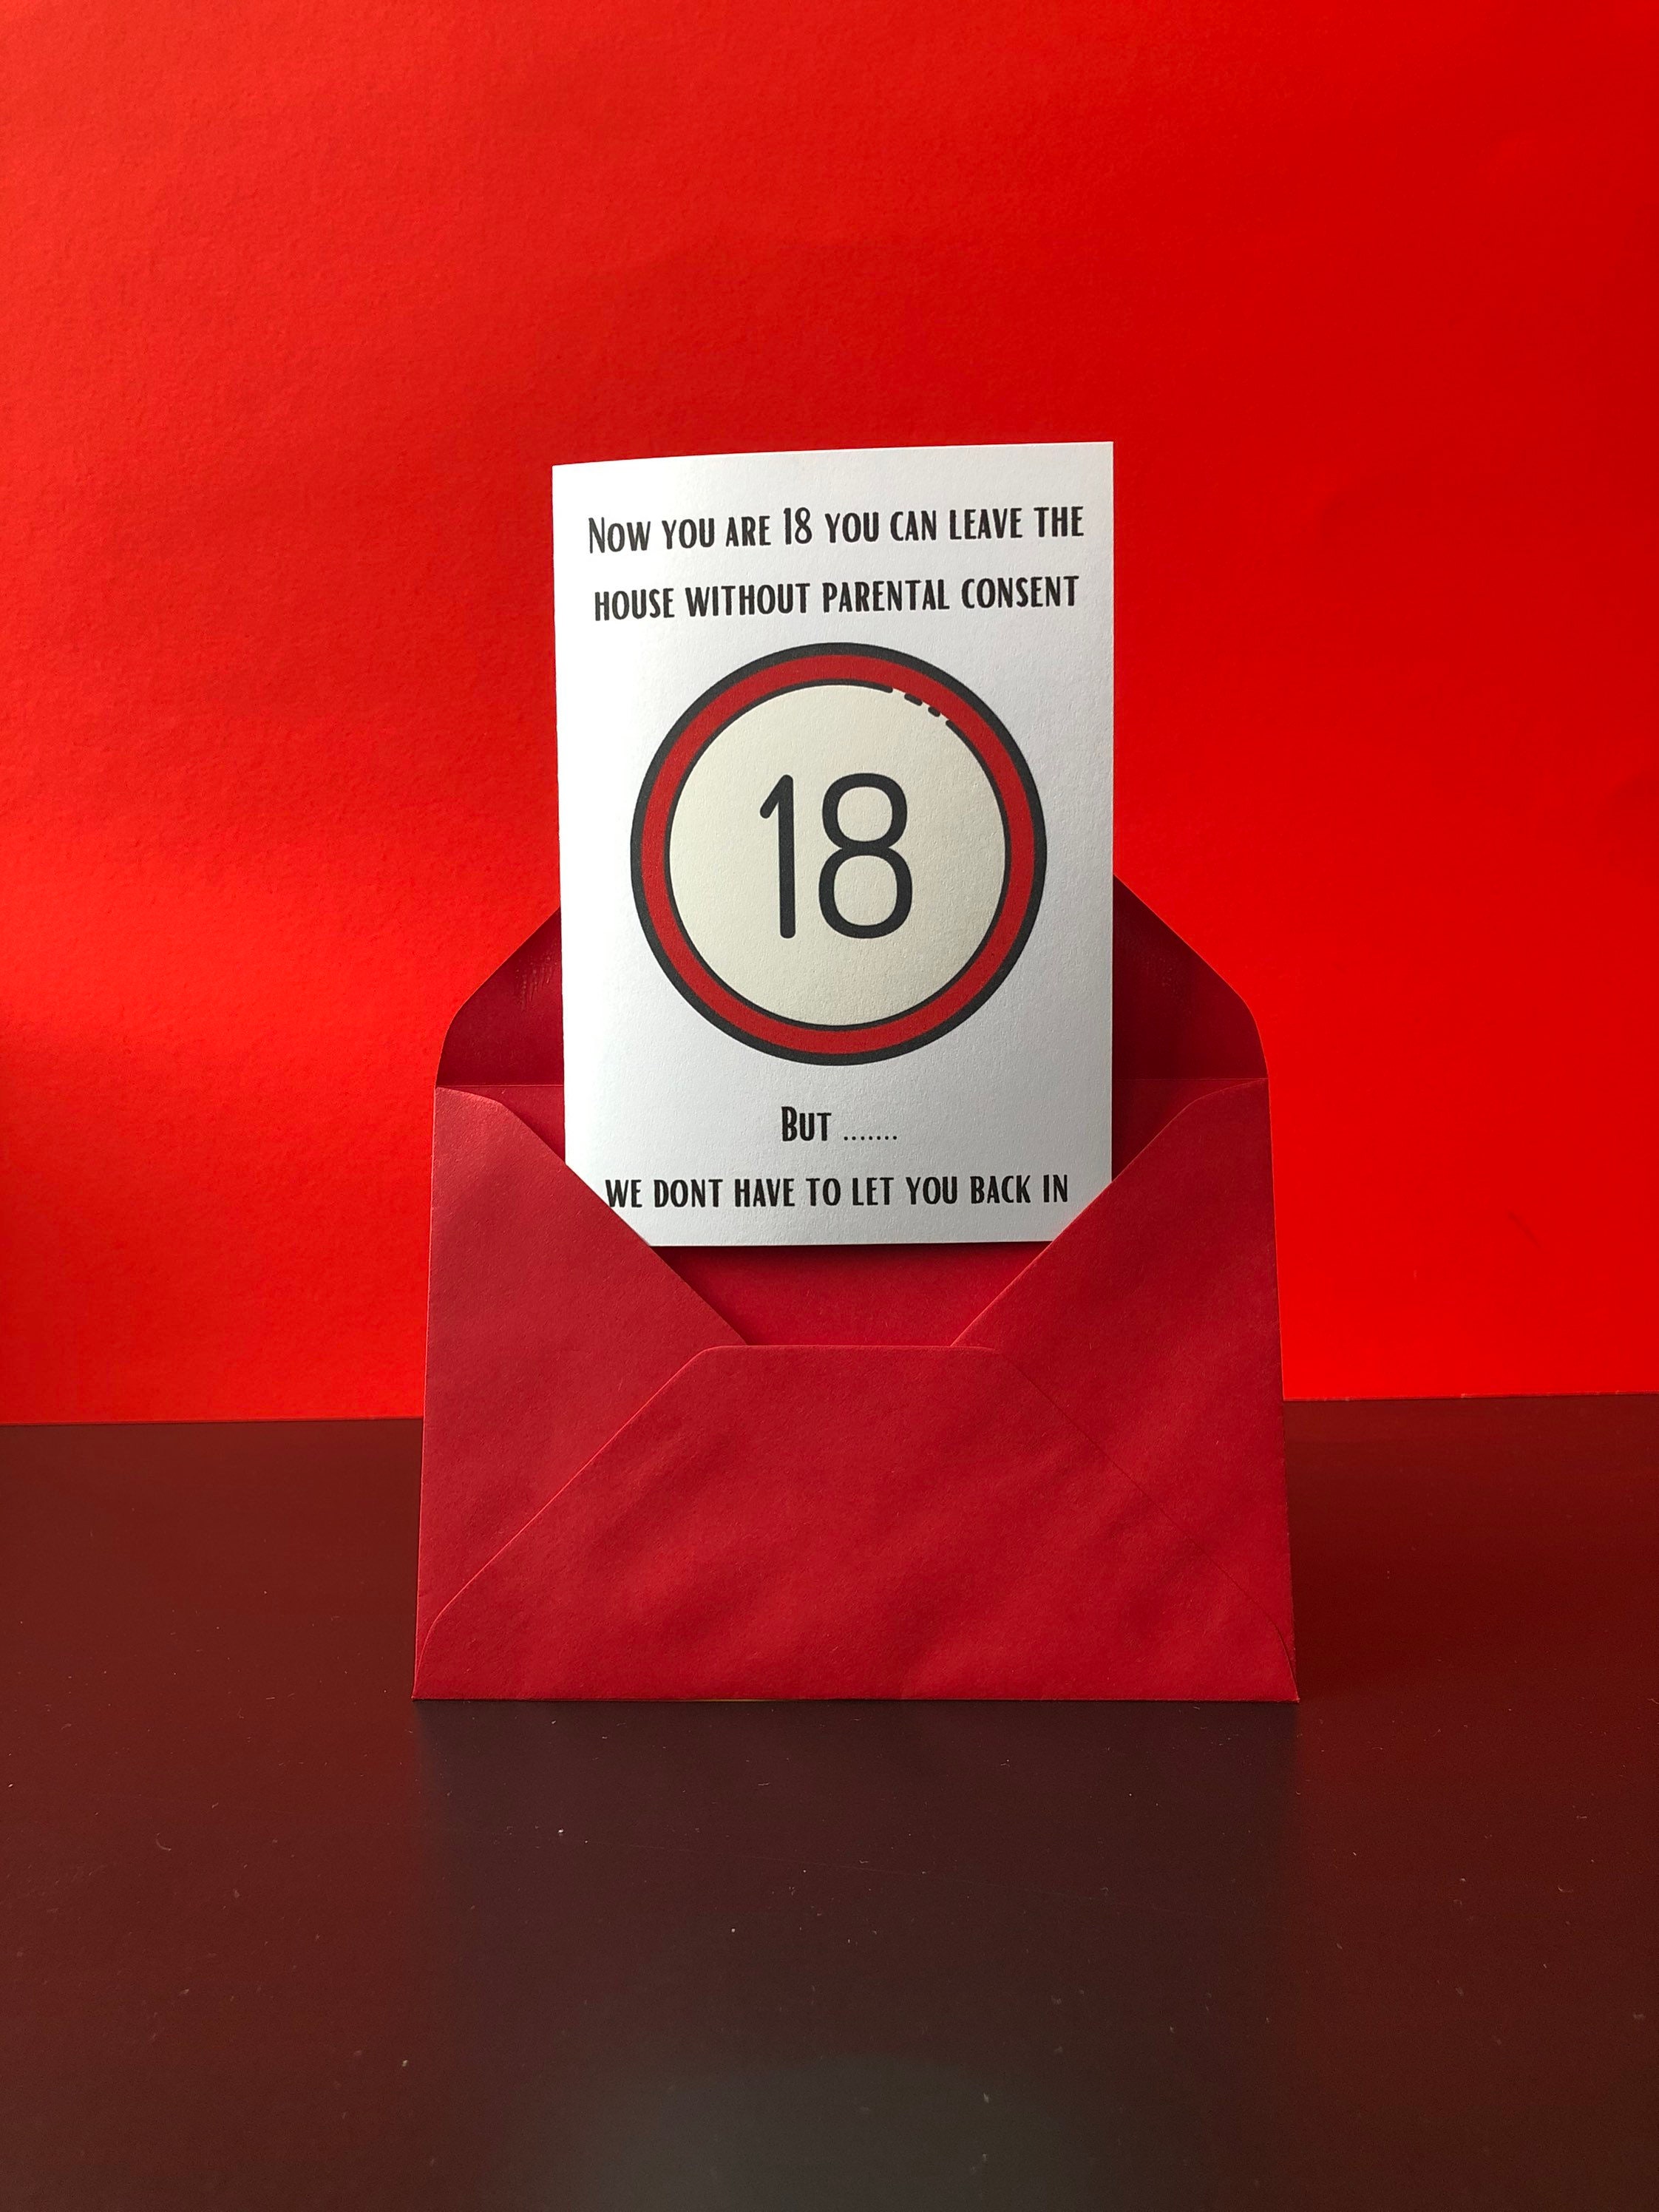 Now you are 18 you can leave the
house without parental consent
18
But .......
we dont have to let you back in